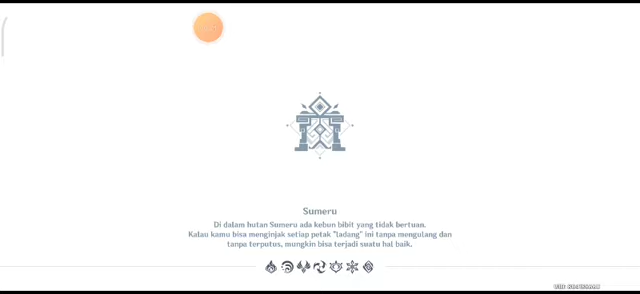 Sumeru
Di dalam hutan Sumeru ada kebun bibit yang tidak bertuan.
Kalau kamu bisa menginjak setiap petak "ladang" ini tanpa mengulang dan
tanpa terputus, mungkin bisa terjadi suatu hal baik.